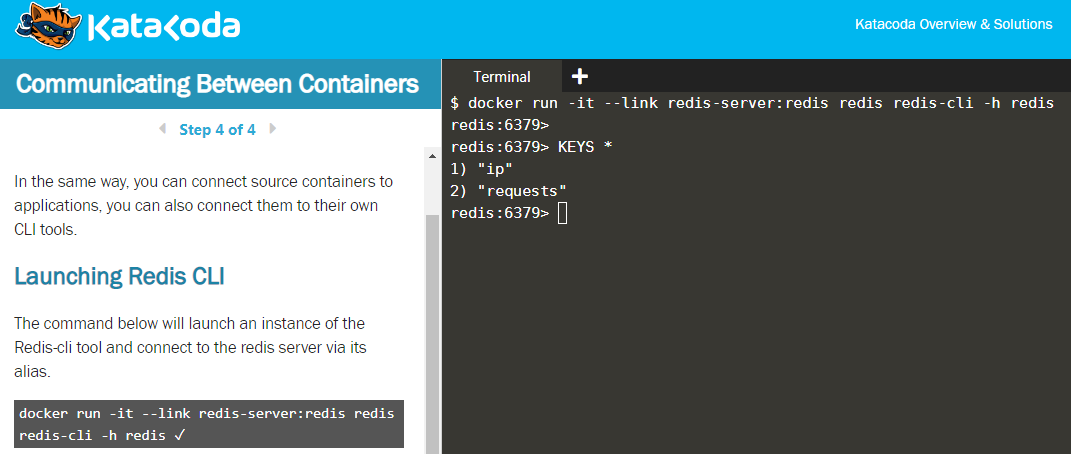 Katacoda
Katacoda Overview & Solutions
Communicating Between Containers
Step 4 of 4
In the same way, you can connect source containers to
applications, you can also connect them to their own
CLI tools.
Launching Redis CLI
The command below will launch an instance of the
Redis-cli tool and connect to the redis server via its
alias.
docker run -it --link redis-server:redis redis
redis-cli -h redis ✓
Terminal +
$ docker run -it --link redis-server:redis redis redis-cli -h redis
redis:6379>
redis:6379> KEYS *
1) "ip"
2) "requests"
redis:6379>